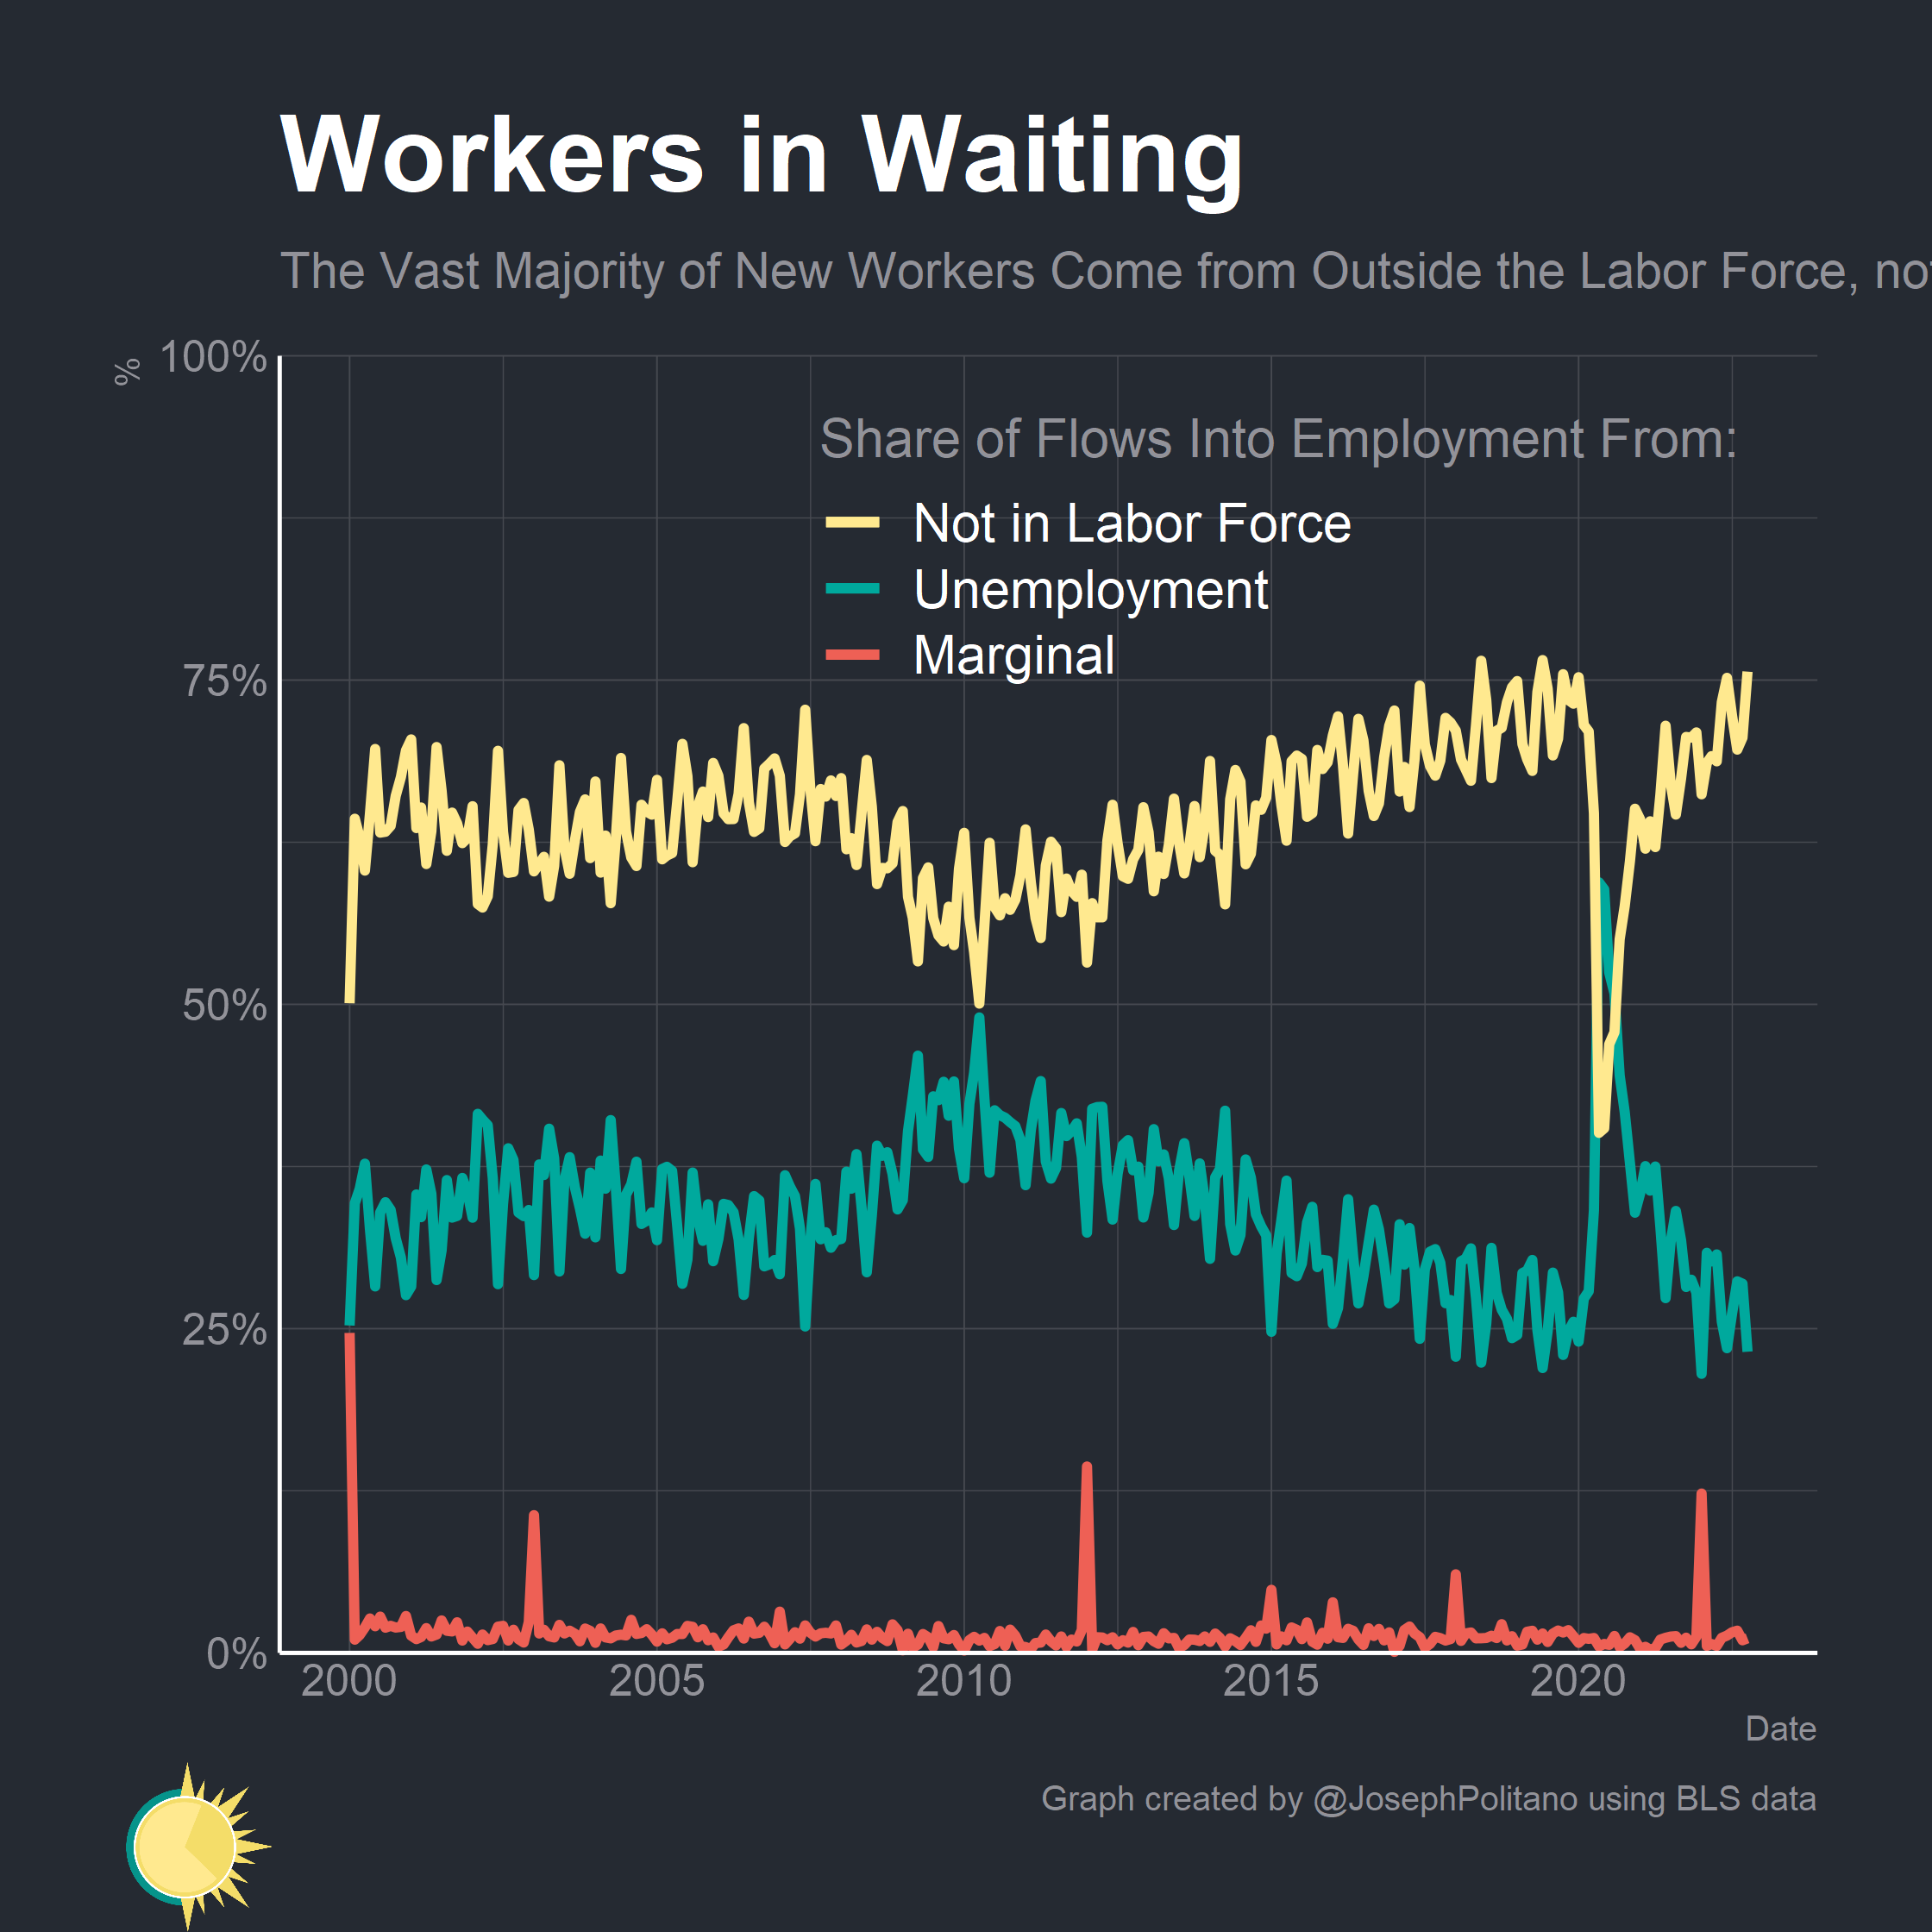 Workers in Waiting
The Vast Majority of New Workers Come from Outside the Labor Force, not
%
100%
Share of Flows Into Employment From:
Not in Labor Force
Unemployment
Marginal
75%
50%
25%
0%
2000 2005 2010 2015 2020
Date
Graph created by @JosephPolitano using BLS data